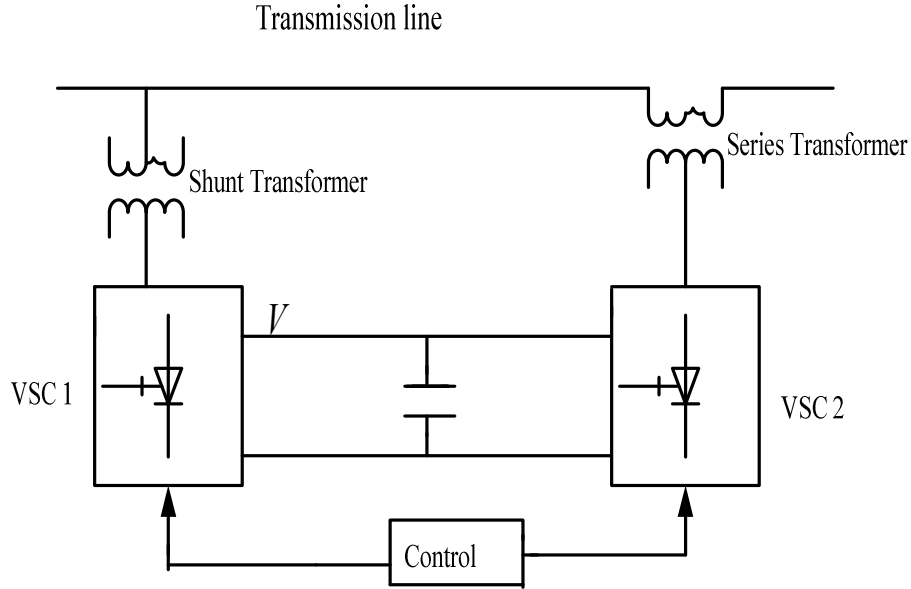 Transmission line
Series Transformer
Shunt Transformer
V
VSC 1
VSC 2
Control